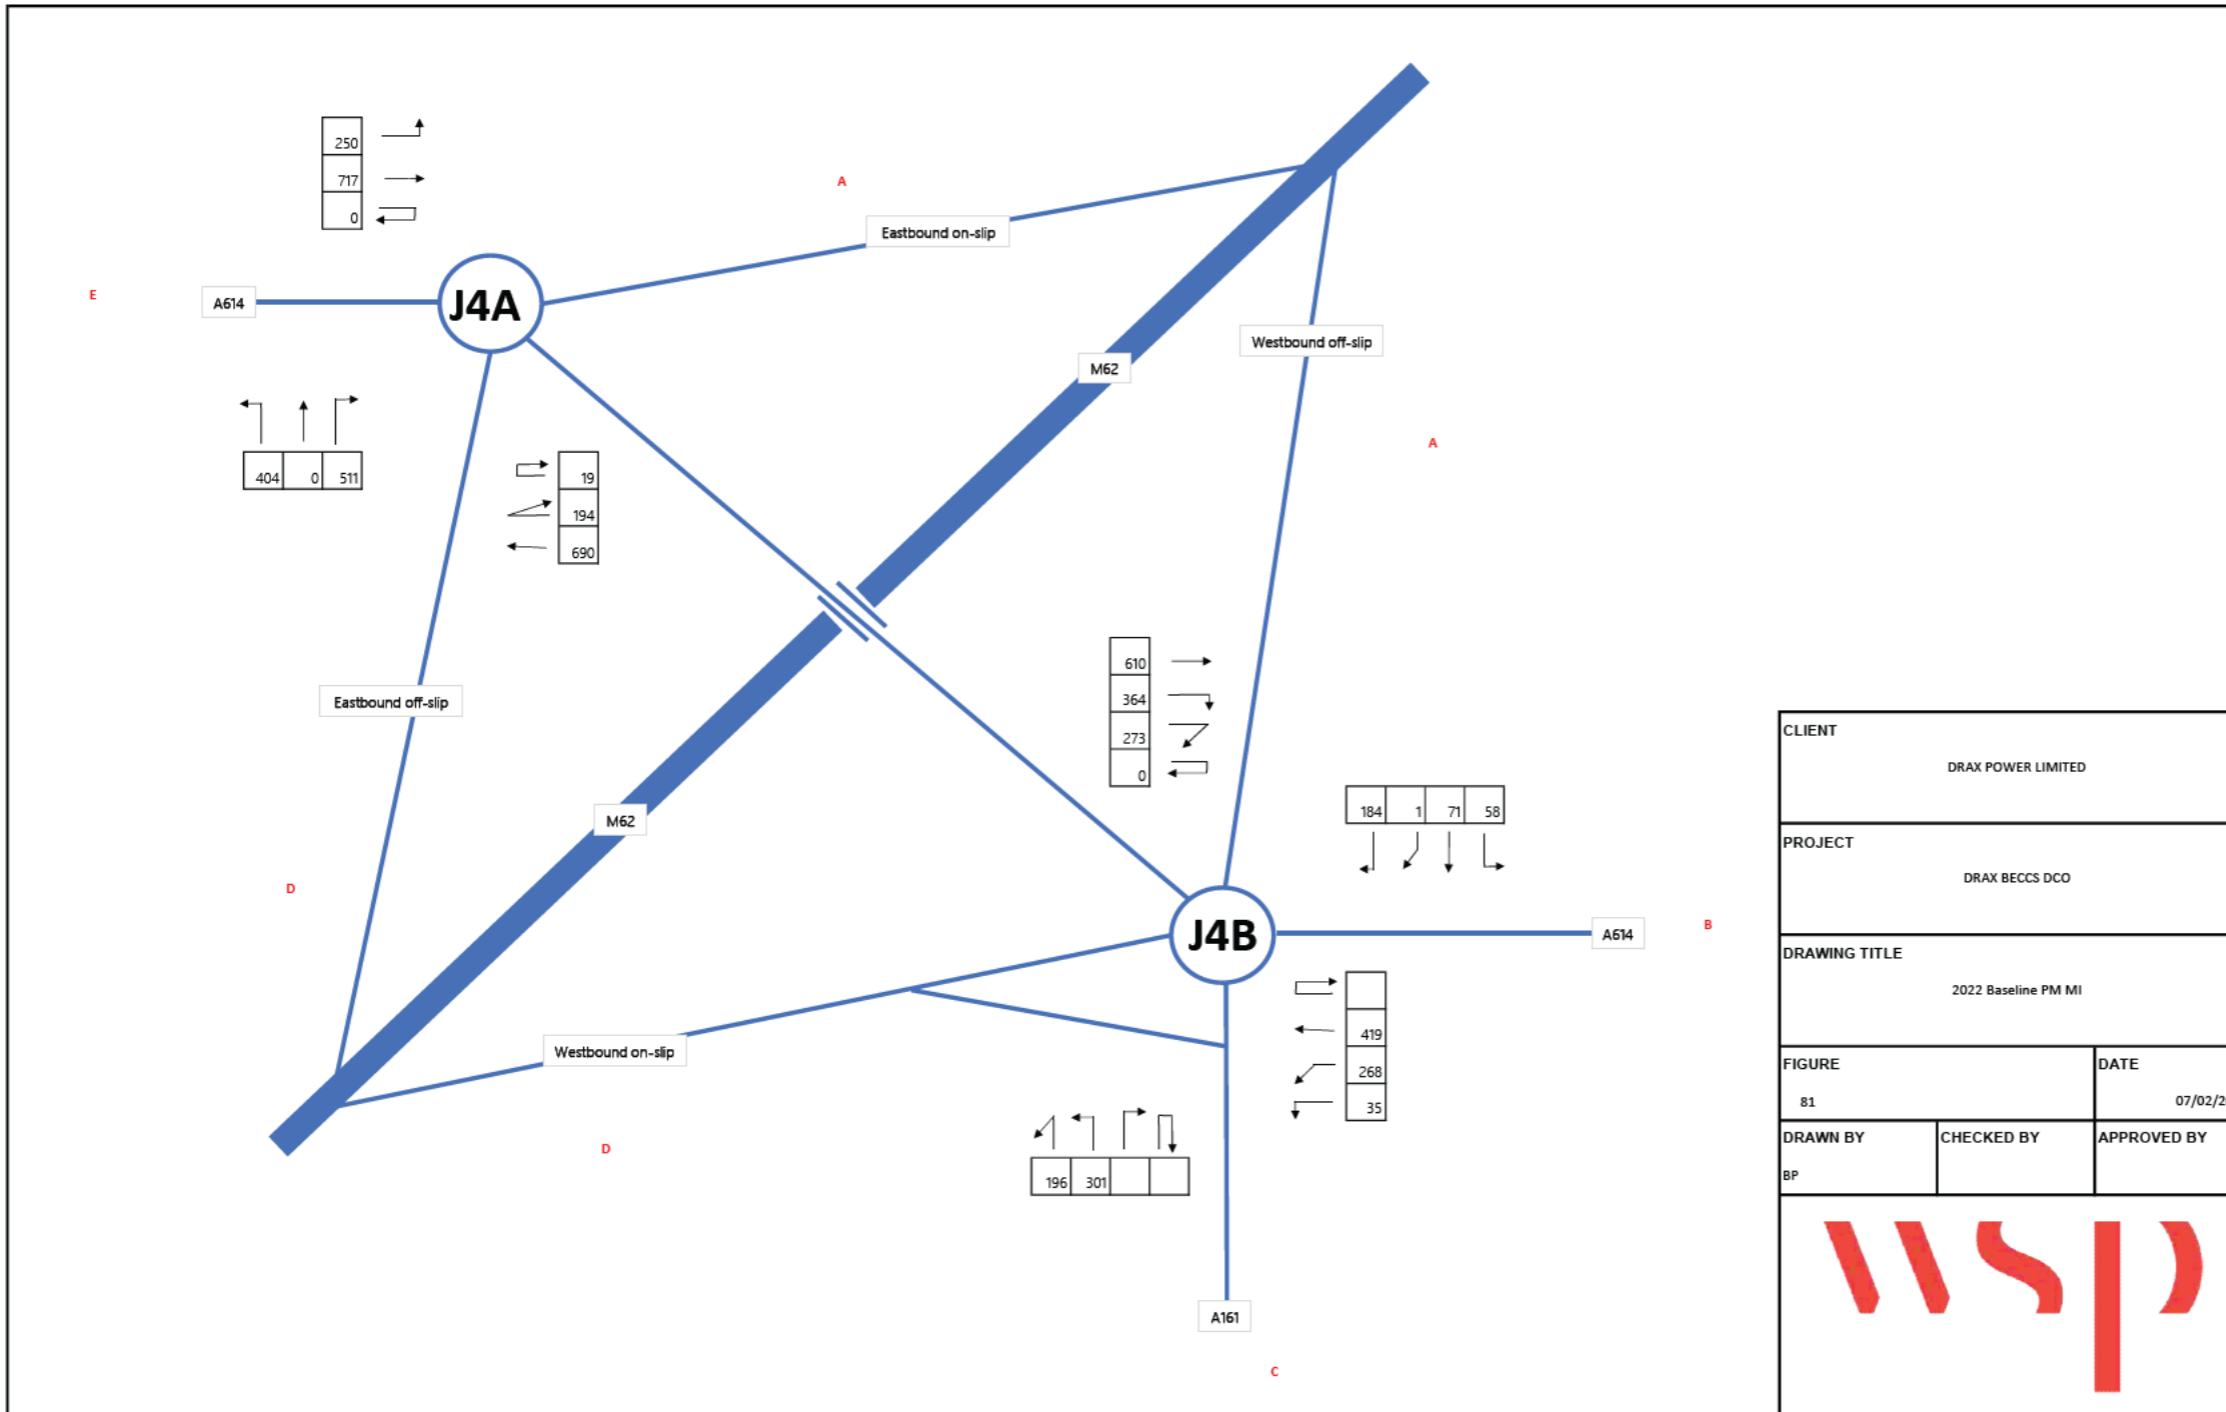 250
717
0
A
Eastbound on-slip
E
A614
J4A
Westbound off-slip
M62
A
404 0 511
19
194
690
610
364
273
0
Eastbound off-slip
M62
184 1 71 58
D
J4B
A614
B
419
268
35
Westbound on-slip
D
196 301
A161
C
CLIENT
DRAX POWER LIMITED
PROJECT
DRAX BECCS DCO
DRAWING TITLE
2022 Baseline PM MI
FIGURE DATE
81 07/02/2
DRAWN BY CHECKED BY APPROVED BY
BP
wsp